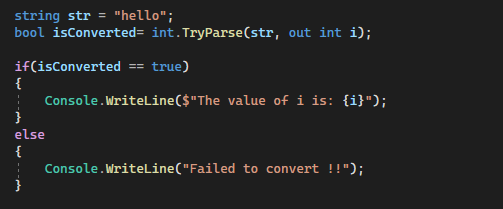 string str = "hello";
bool isConverted= int.TryParse(str, out int i);
if(isConverted == true)
{
    Console.WriteLine($"The value of i is: {i}");
}
else
{
    Console.WriteLine("Failed to convert !!");
}